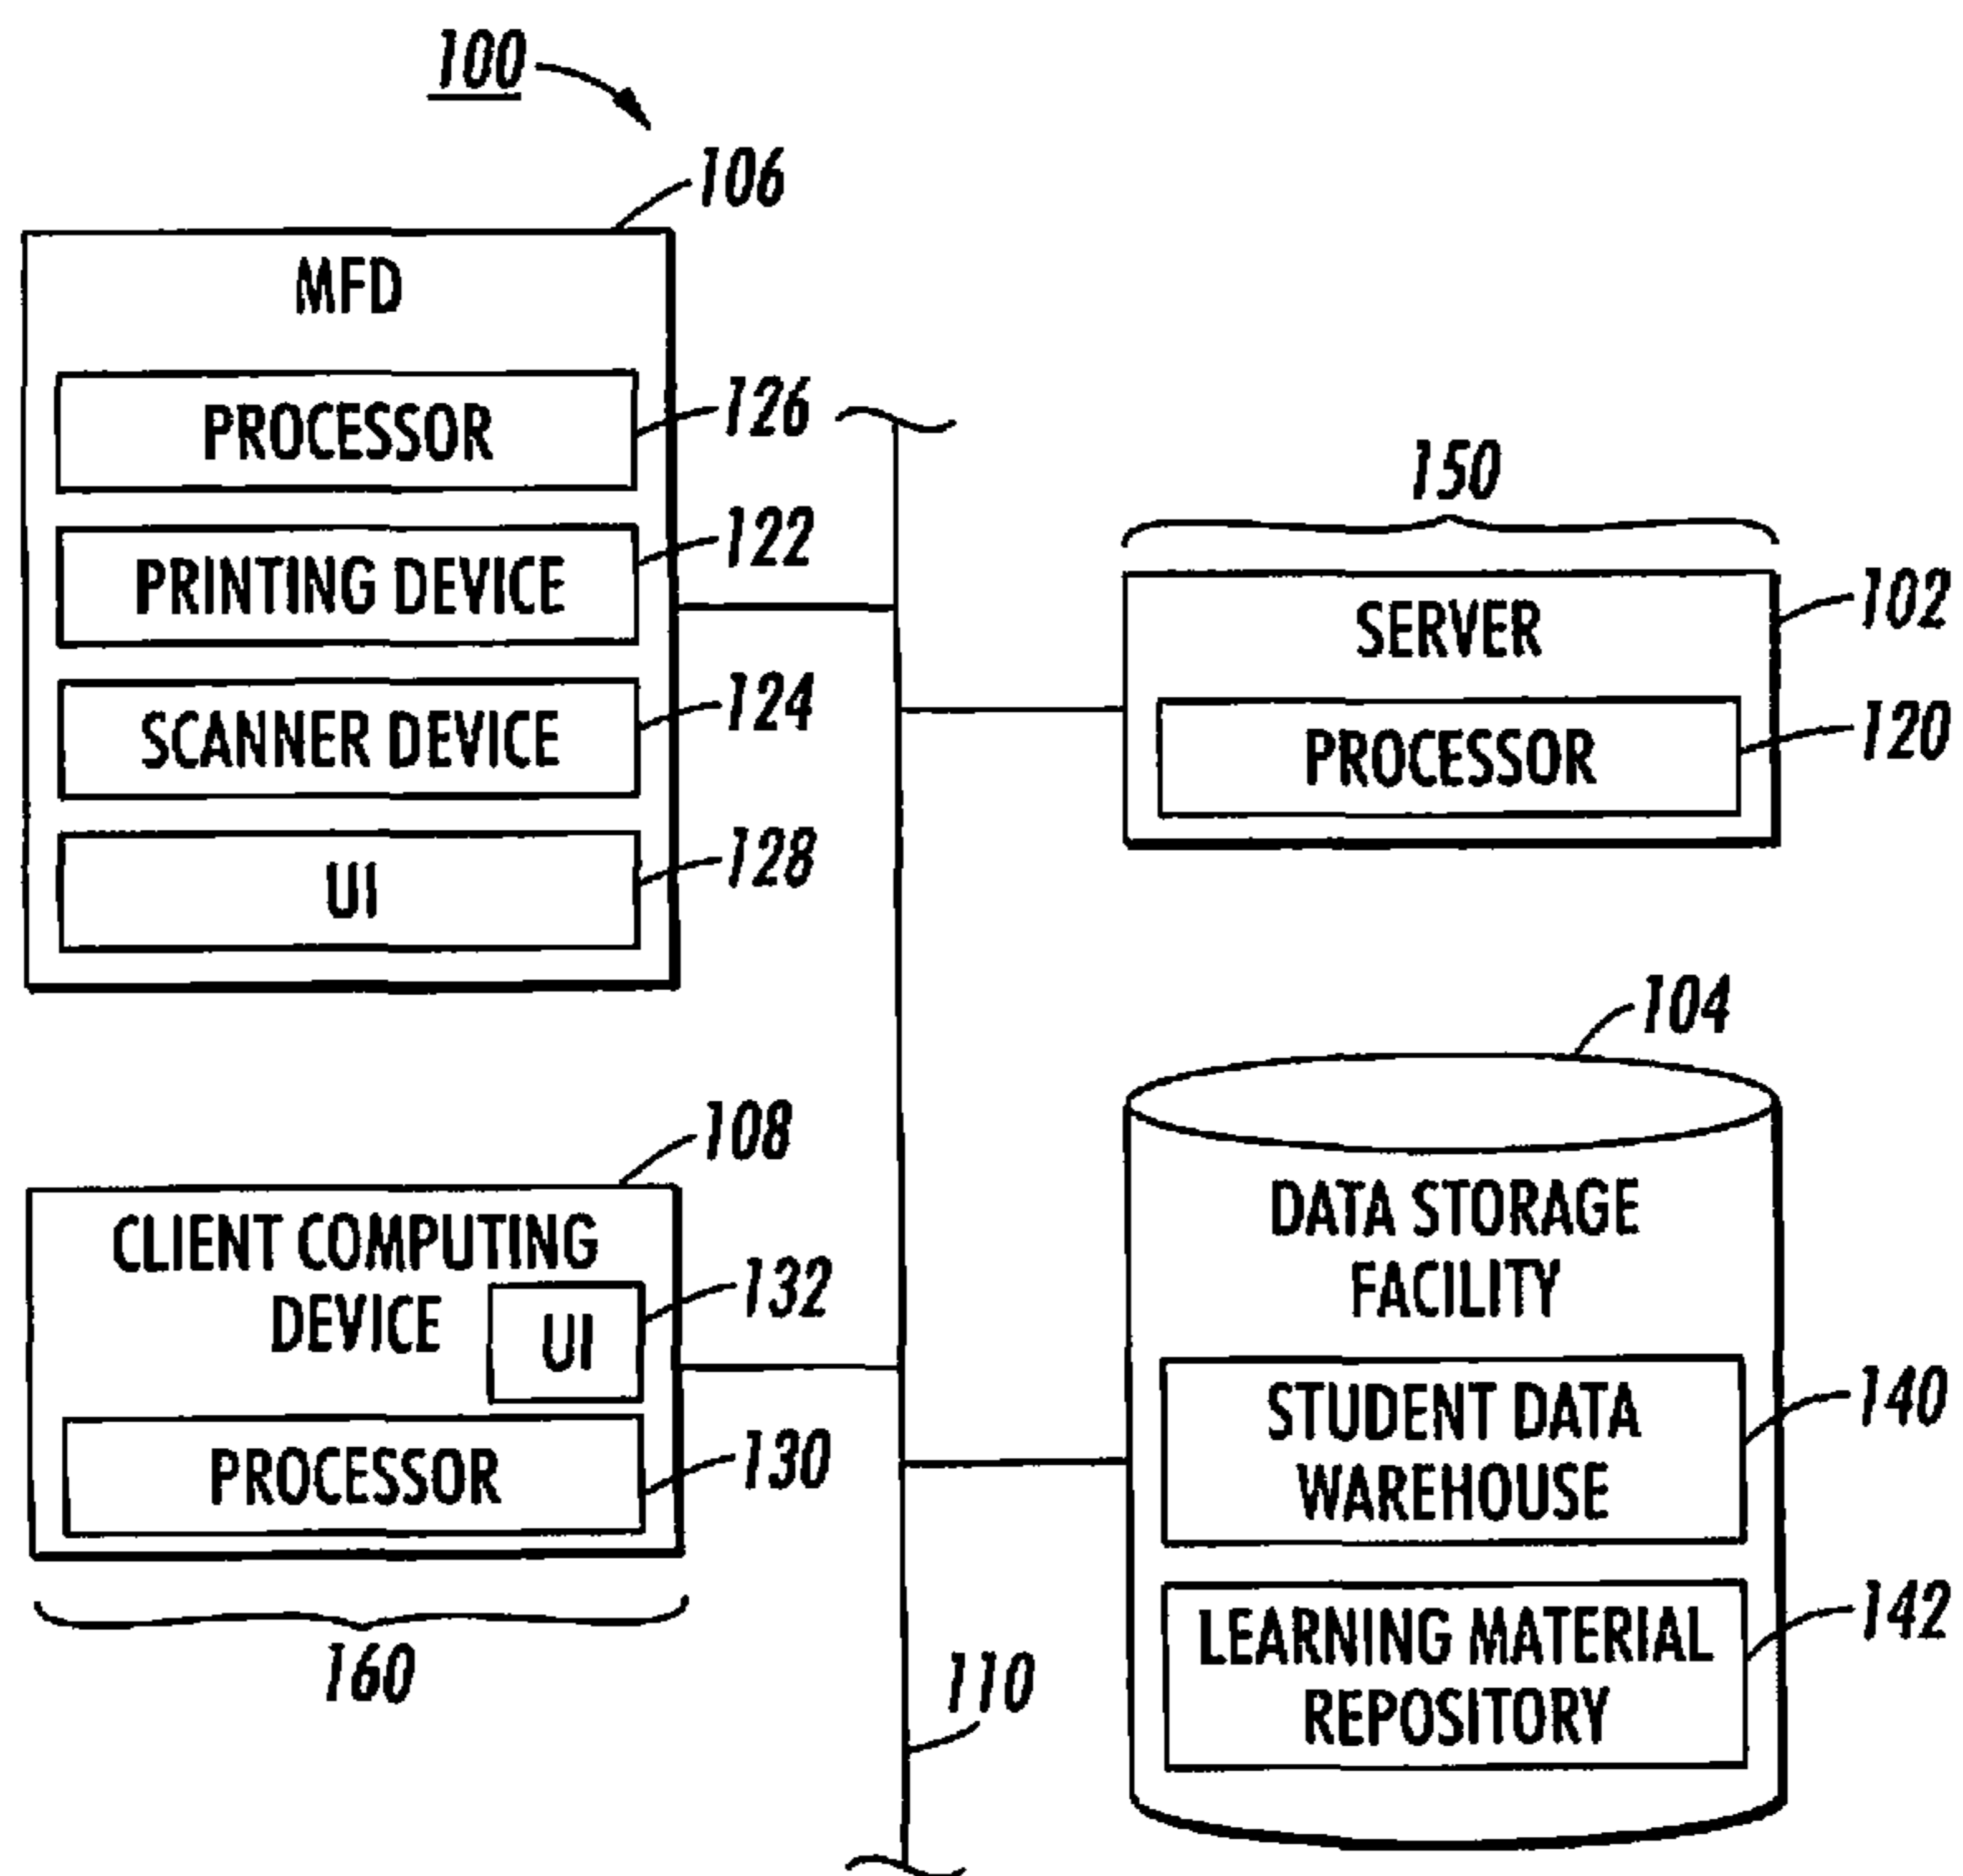 100
106
MFD
PROCESSOR
126
PRINTING DEVICE
122
SCANNER DEVICE
124
UI
128
150
SERVER
102
PROCESSOR
120
108
CLIENT COMPUTING
DEVICE
UI
132
PROCESSOR
130
160
110
104
DATA STORAGE
FACILITY
STUDENT DATA
WAREHOUSE
140
LEARNING MATERIAL
REPOSITORY
142